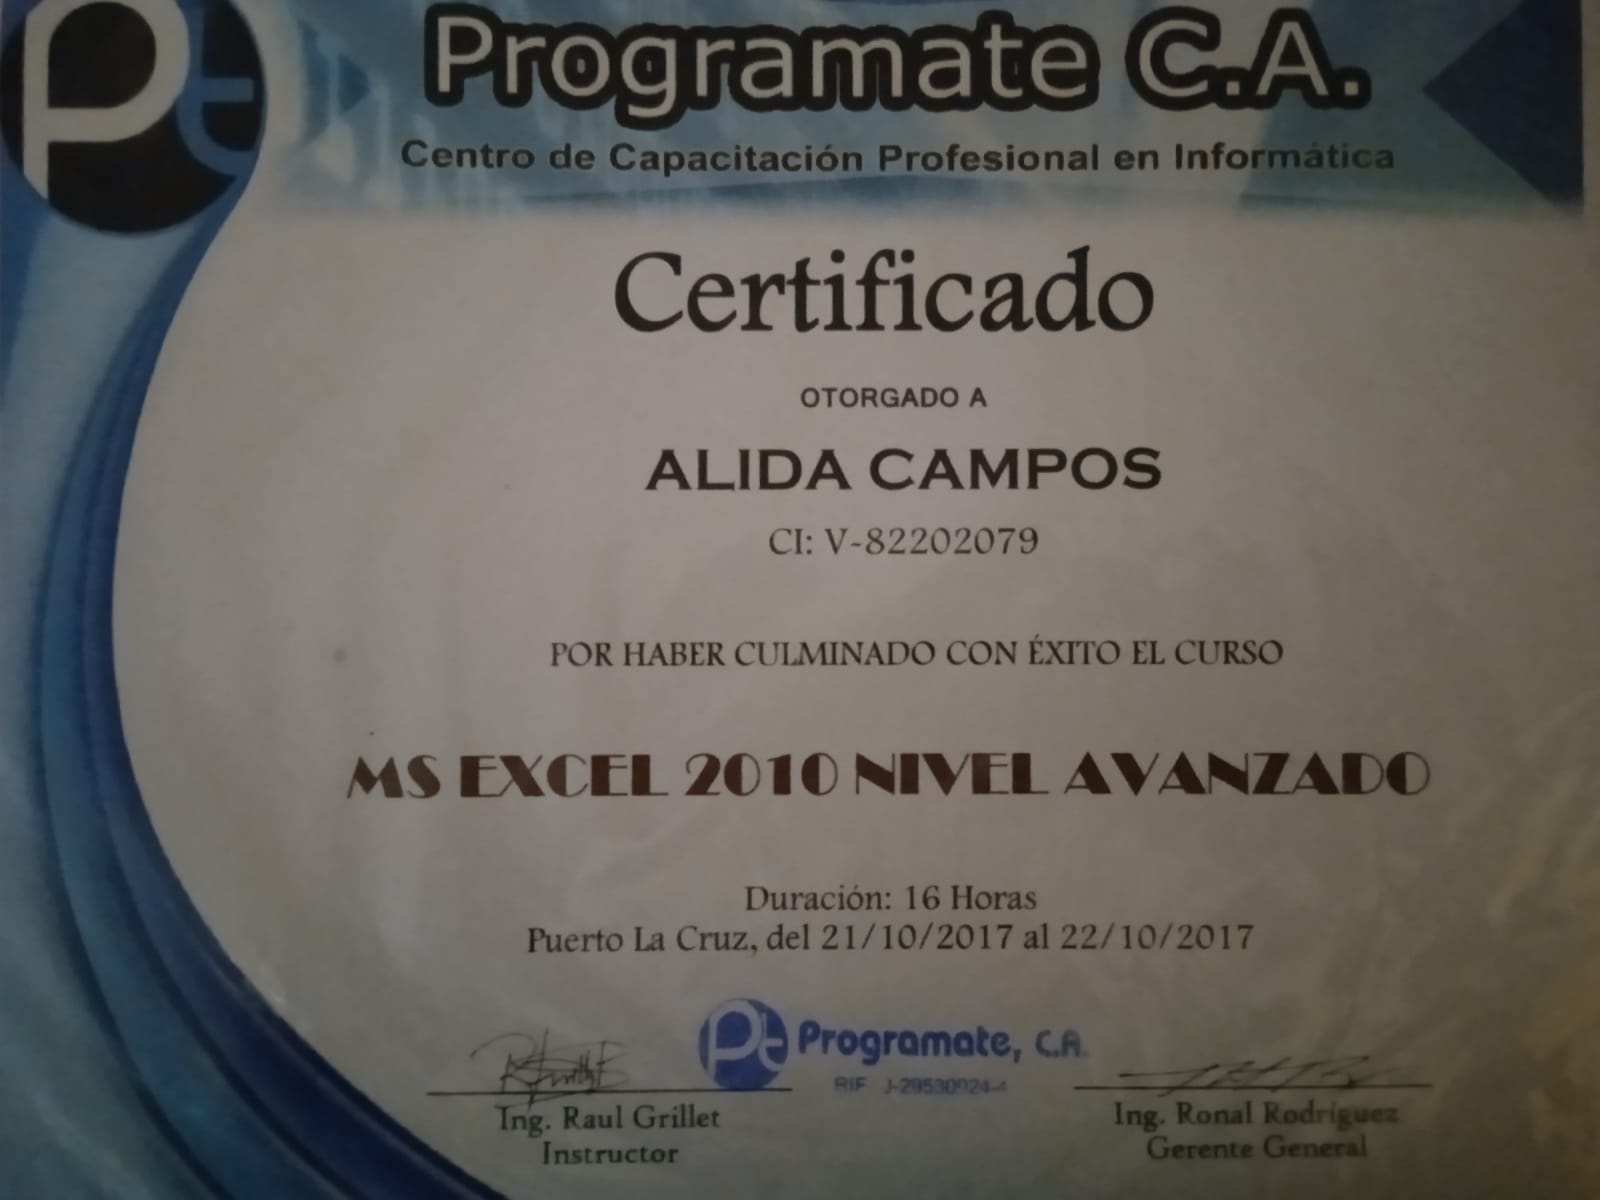 Pt
Programate C.A.
Centro de Capacitación Profesional en Informática
Certificado
OTORGADO A
ALIDA CAMPOS
CI: V-82202079
POR HABER CULMINADO CON ÉXITO EL CURSO
MS EXCEL 2010 NIVEL AVANZADO
Duración: 16 Horas
Puerto La Cruz, del 21/10/2017 al 22/10/2017
Pt Programate, C.A.
RIF J-29530924-4
Ing. Raul Grillet
Instructor
Ing. Ronal Rodríguez
Gerente General